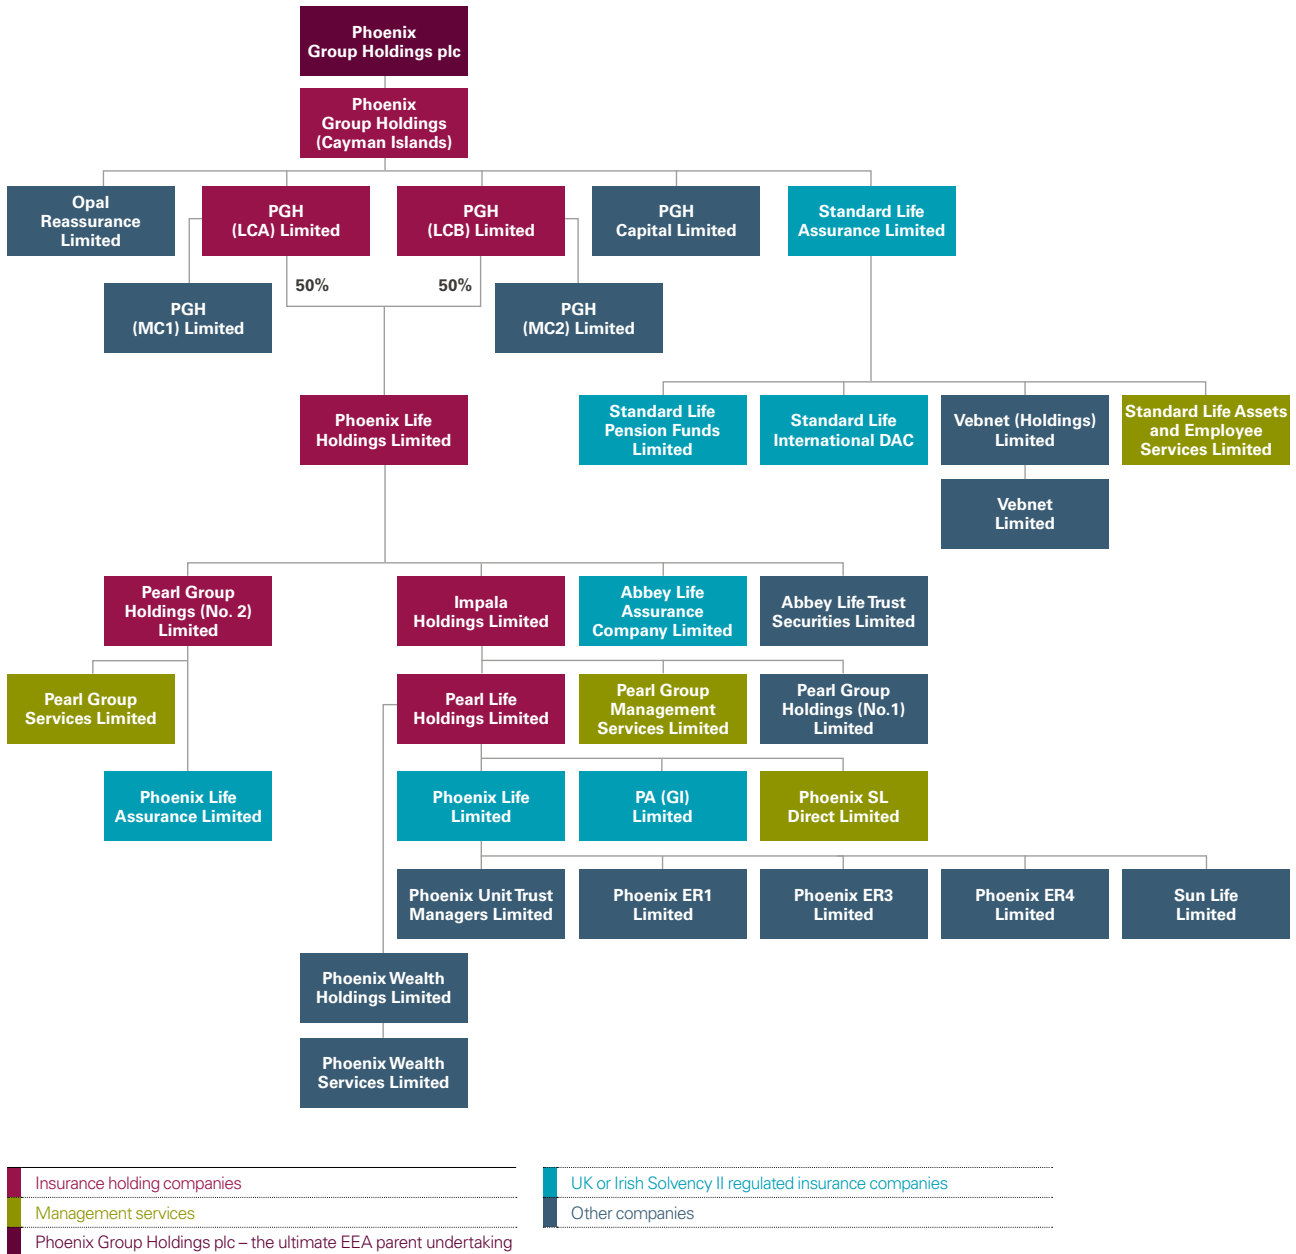 Phoenix
Group Holdings plc
Phoenix
Group Holdings
(Cayman Islands)
Opal
Reassurance
Limited
PGH
(LCA) Limited
PGH
(LCB) Limited
PGH
Capital Limited
Standard Life
Assurance Limited
50%
50%
PGH
(MC1) Limited
PGH
(MC2) Limited
Phoenix Life
Holdings Limited
Standard Life
Pension Funds
Limited
Standard Life
International DAC
Vebnet (Holdings)
Limited
Standard Life Assets
and Employee
Services Limited
Vebnet
Limited
Pearl Group
Holdings (No. 2)
Limited
Impala
Holdings Limited
Abbey Life
Assurance
Company Limited
Abbey Life Trust
Securities Limited
Pearl Group
Services Limited
Pearl Life
Holdings Limited
Pearl Group
Management
Services Limited
Pearl Group
Holdings (No.1)
Limited
Phoenix Life
Assurance Limited
Phoenix Life
Limited
PA (GI)
Limited
Phoenix SL
Direct Limited
Phoenix Unit Trust
Managers Limited
Phoenix ER1
Limited
Phoenix ER3
Limited
Phoenix ER4
Limited
Sun Life
Limited
Phoenix Wealth
Holdings Limited
Phoenix Wealth
Services Limited
Insurance holding companies
Management services
Phoenix Group Holdings plc – the ultimate EEA parent undertaking
UK or Irish Solvency II regulated insurance companies
Other companies